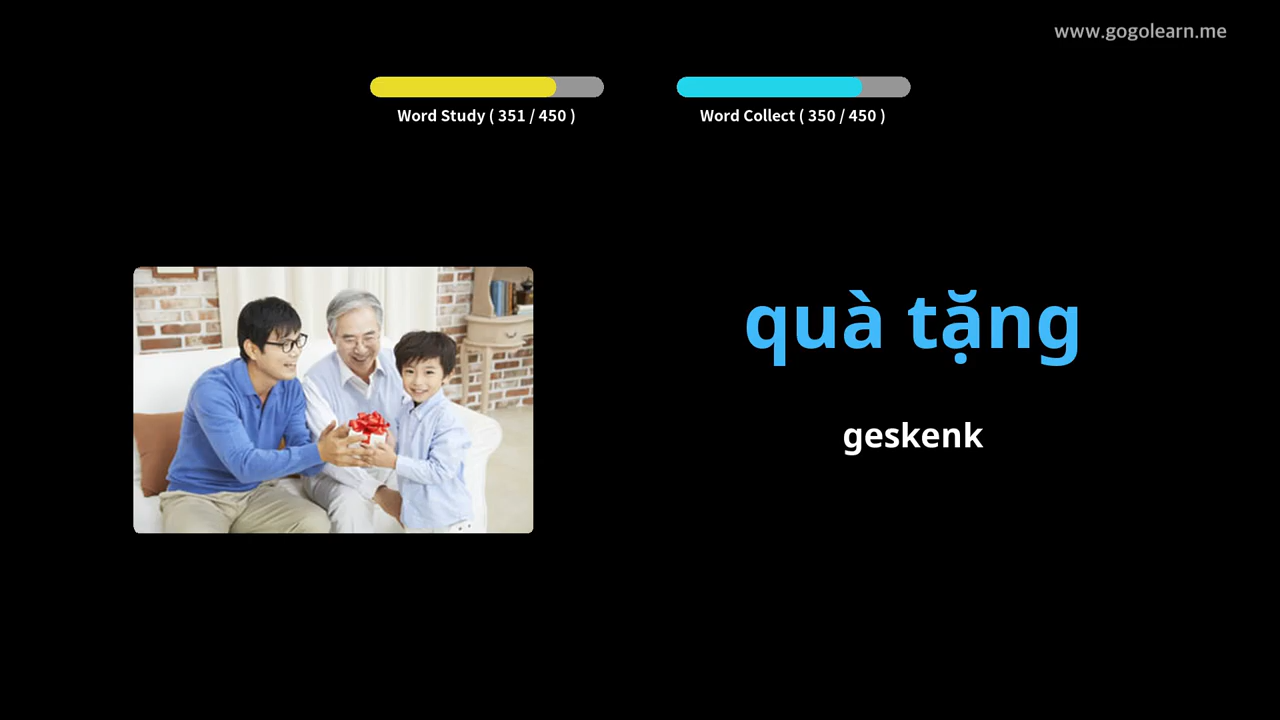 www.gogolearn.me
Word Study ( 351 / 450 )
Word Collect ( 350 / 450 )
quà tặng
geskenk